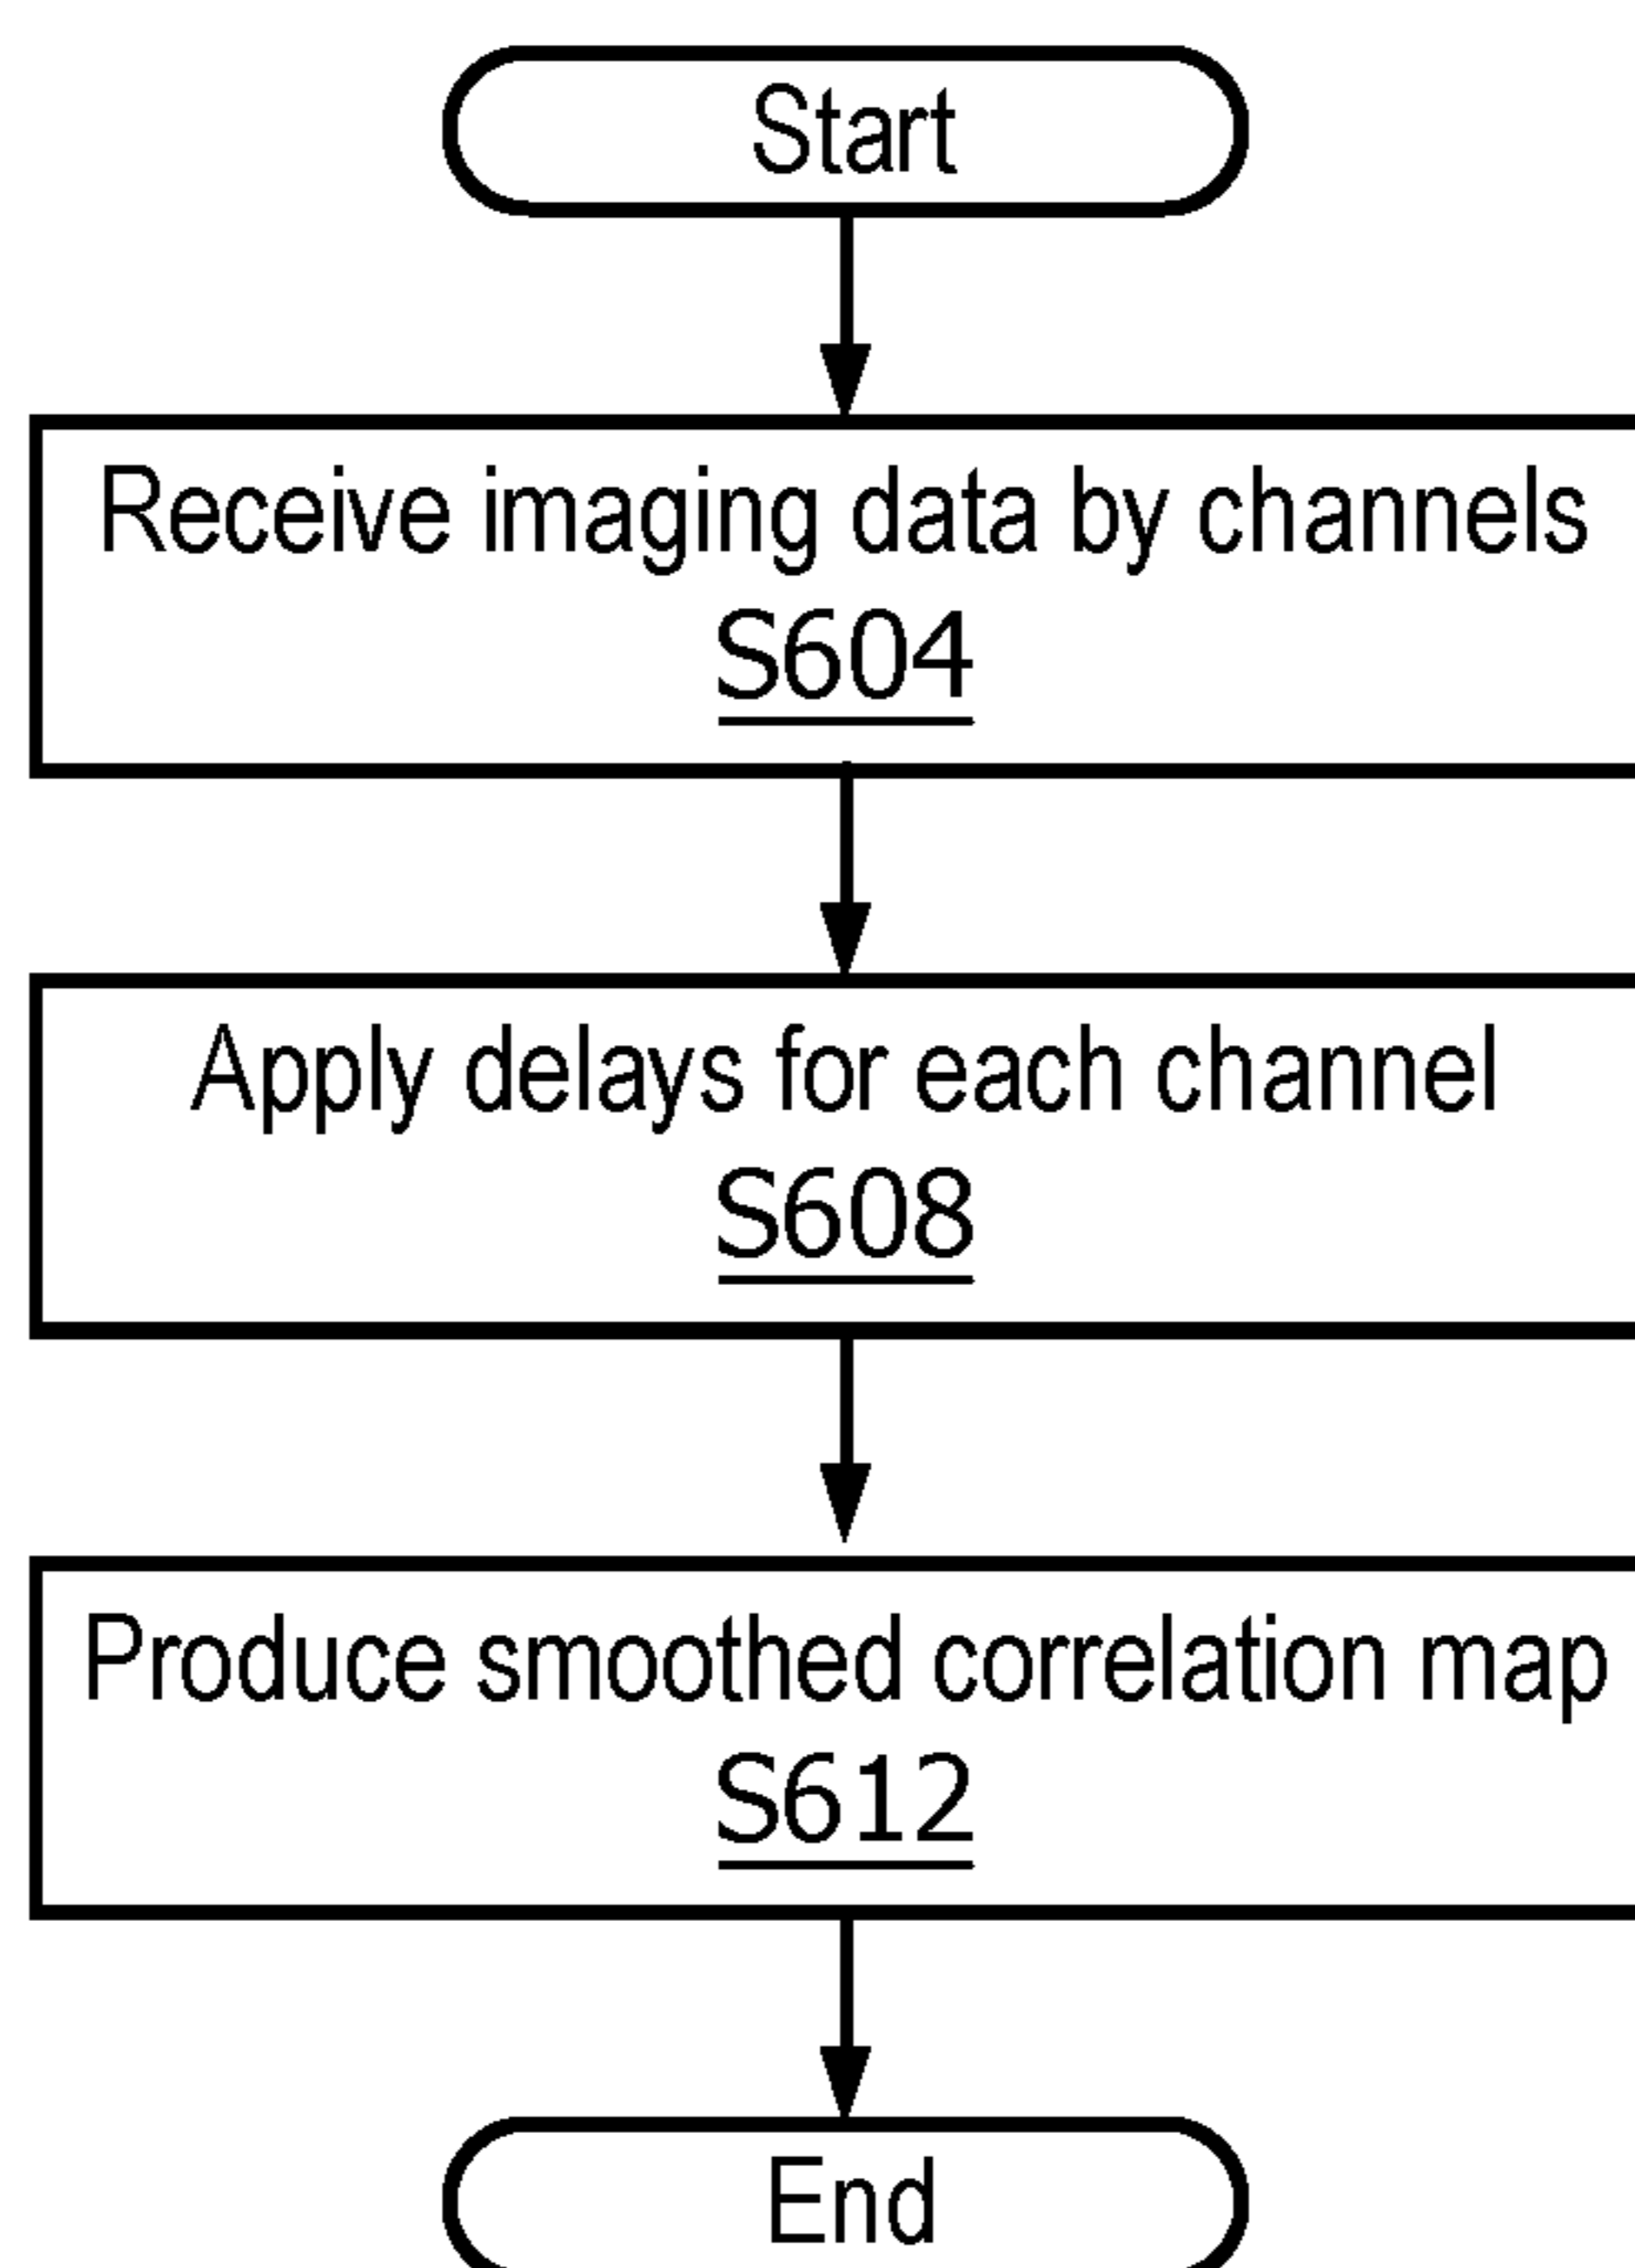 Start
Receive imaging data by channels
S604
Apply delays for each channel
S608
Produce smoothed correlation map
S612
End